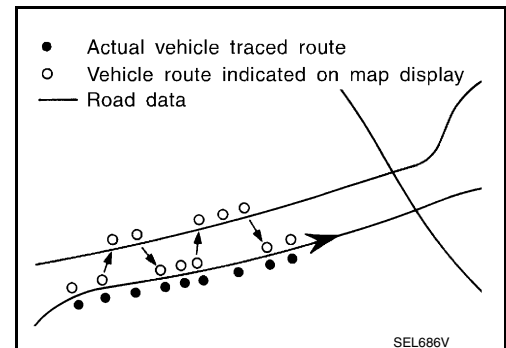 Actual vehicle traced route
Vehicle route indicated on map display
Road data
SEL686V